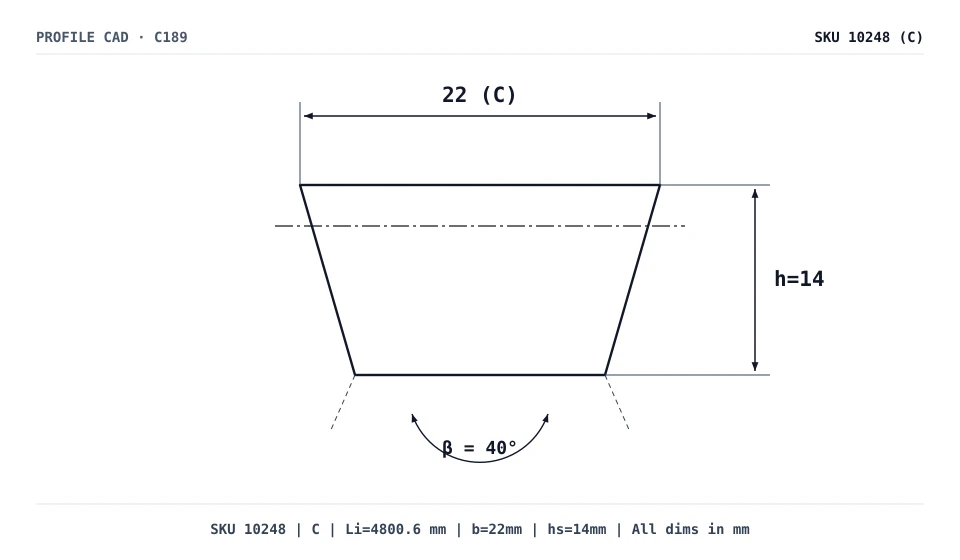 PROFILE CAD · C189
SKU 10248 (C)
22 (C)
h=14
β = 40°
SKU 10248 | C | Li=4800.6 mm | b=22mm | hs=14mm | All dims in mm